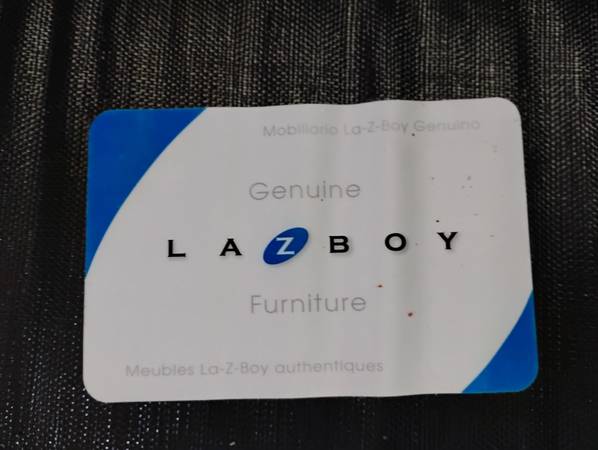 Mobiliario La-Z-Boy Genuino
Genuine
LAZBOY
Furniture
Meubles La-Z-Boy authentiques